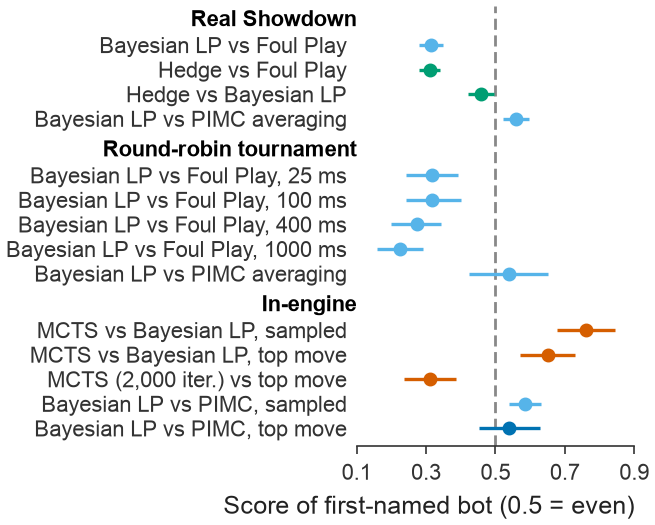 Real Showdown
Bayesian LP vs Foul Play
Hedge vs Foul Play
Hedge vs Bayesian LP
Bayesian LP vs PIMC averaging
Round-robin tournament
Bayesian LP vs Foul Play, 25 ms
Bayesian LP vs Foul Play, 100 ms
Bayesian LP vs Foul Play, 400 ms
Bayesian LP vs Foul Play, 1000 ms
Bayesian LP vs PIMC averaging
In-engine
MCTS vs Bayesian LP, sampled
MCTS vs Bayesian LP, top move
MCTS (2,000 iter.) vs top move
Bayesian LP vs PIMC, sampled
Bayesian LP vs PIMC, top move
0.1 0.3 0.5 0.7 0.9
Score of first-named bot (0.5 = even)